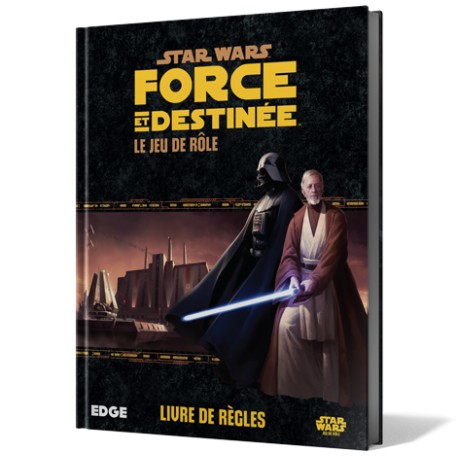 STAR WARS
FORCE
ET DESTINÉE
LE JEU DE RÔLE
EDGE
LIVRE DE RÈGLES
STAR
WARS